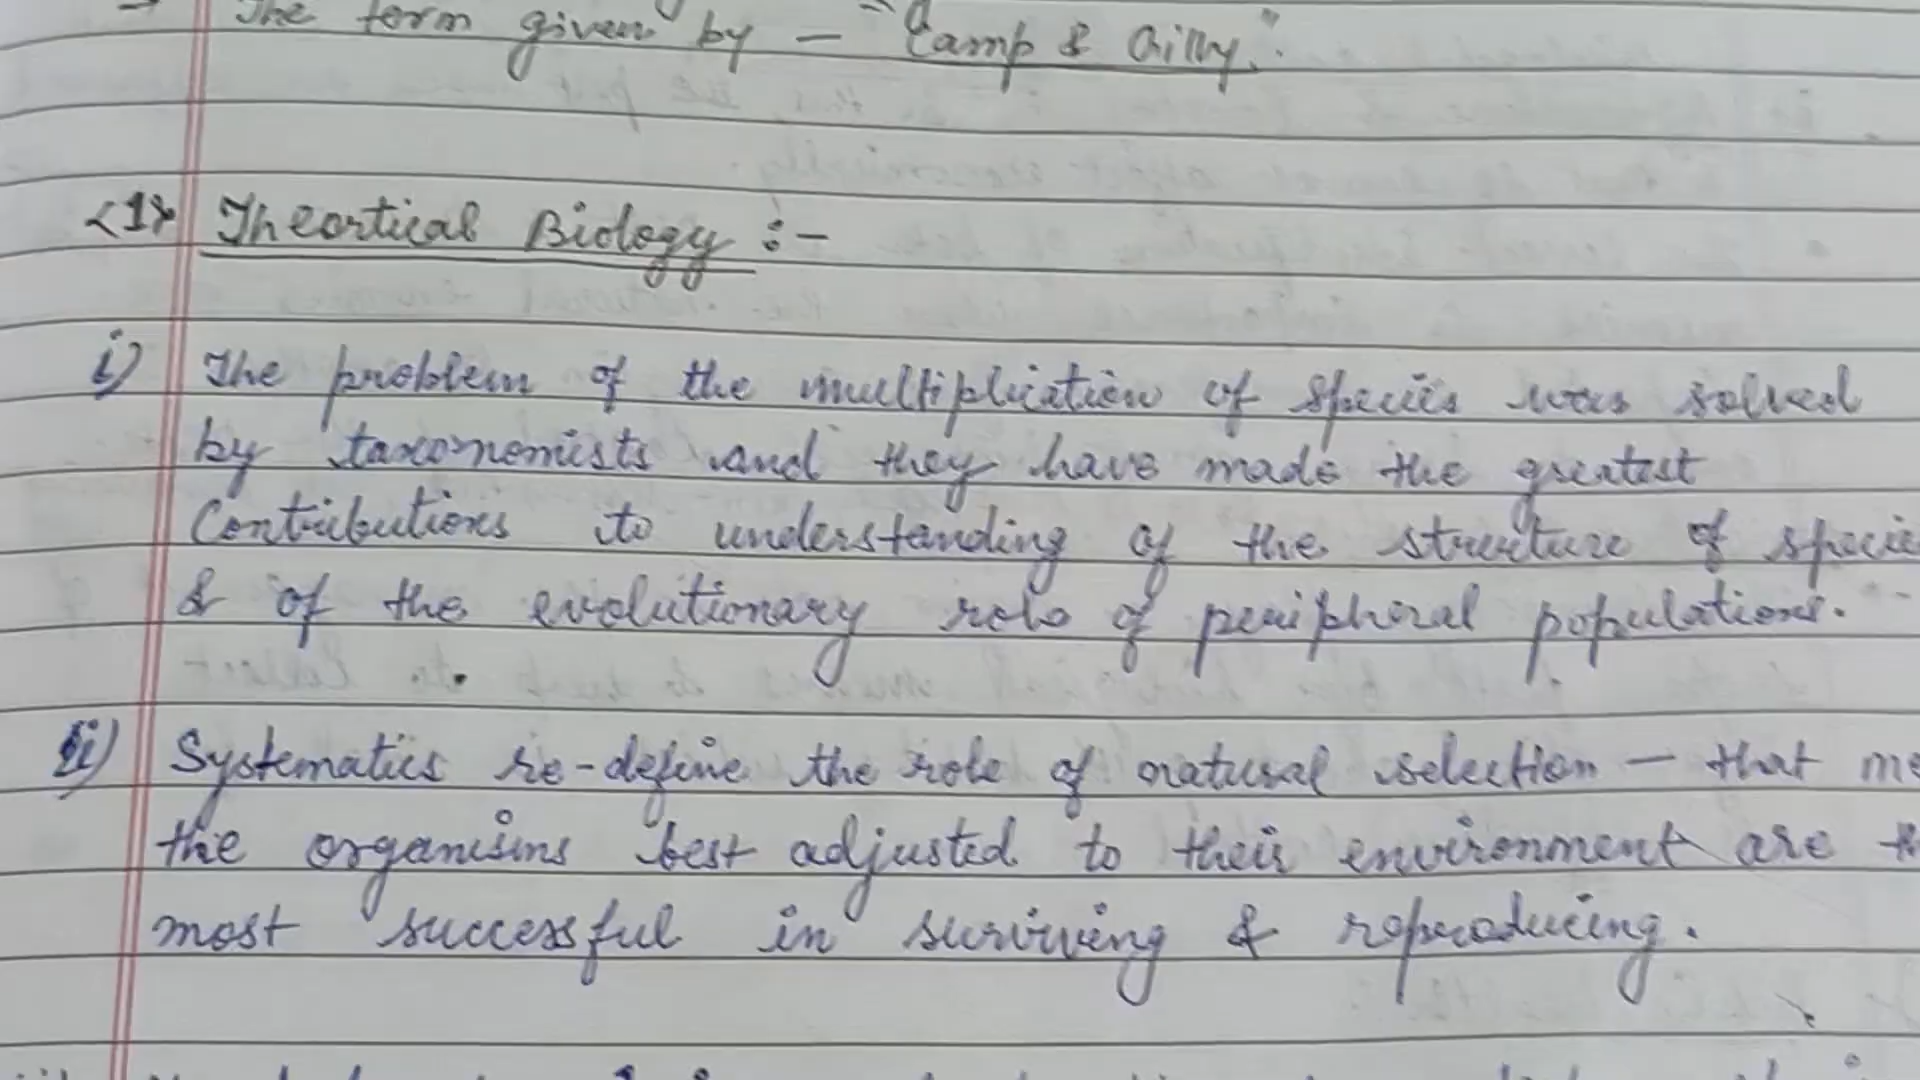 → The term given by - "Camp & Gilly."
<1> Theortical Biology :-
i) The problem of the multiplication of species was solved
by taxonomists and they have made the greatest
Contributions to understanding of the structure of specie
& of the evolutionary role of peripheral populations.
ii) Systematics re-define the role of natural selection - that me
the organisms best adjusted to their environment are
most successful in surviving & reproducing.